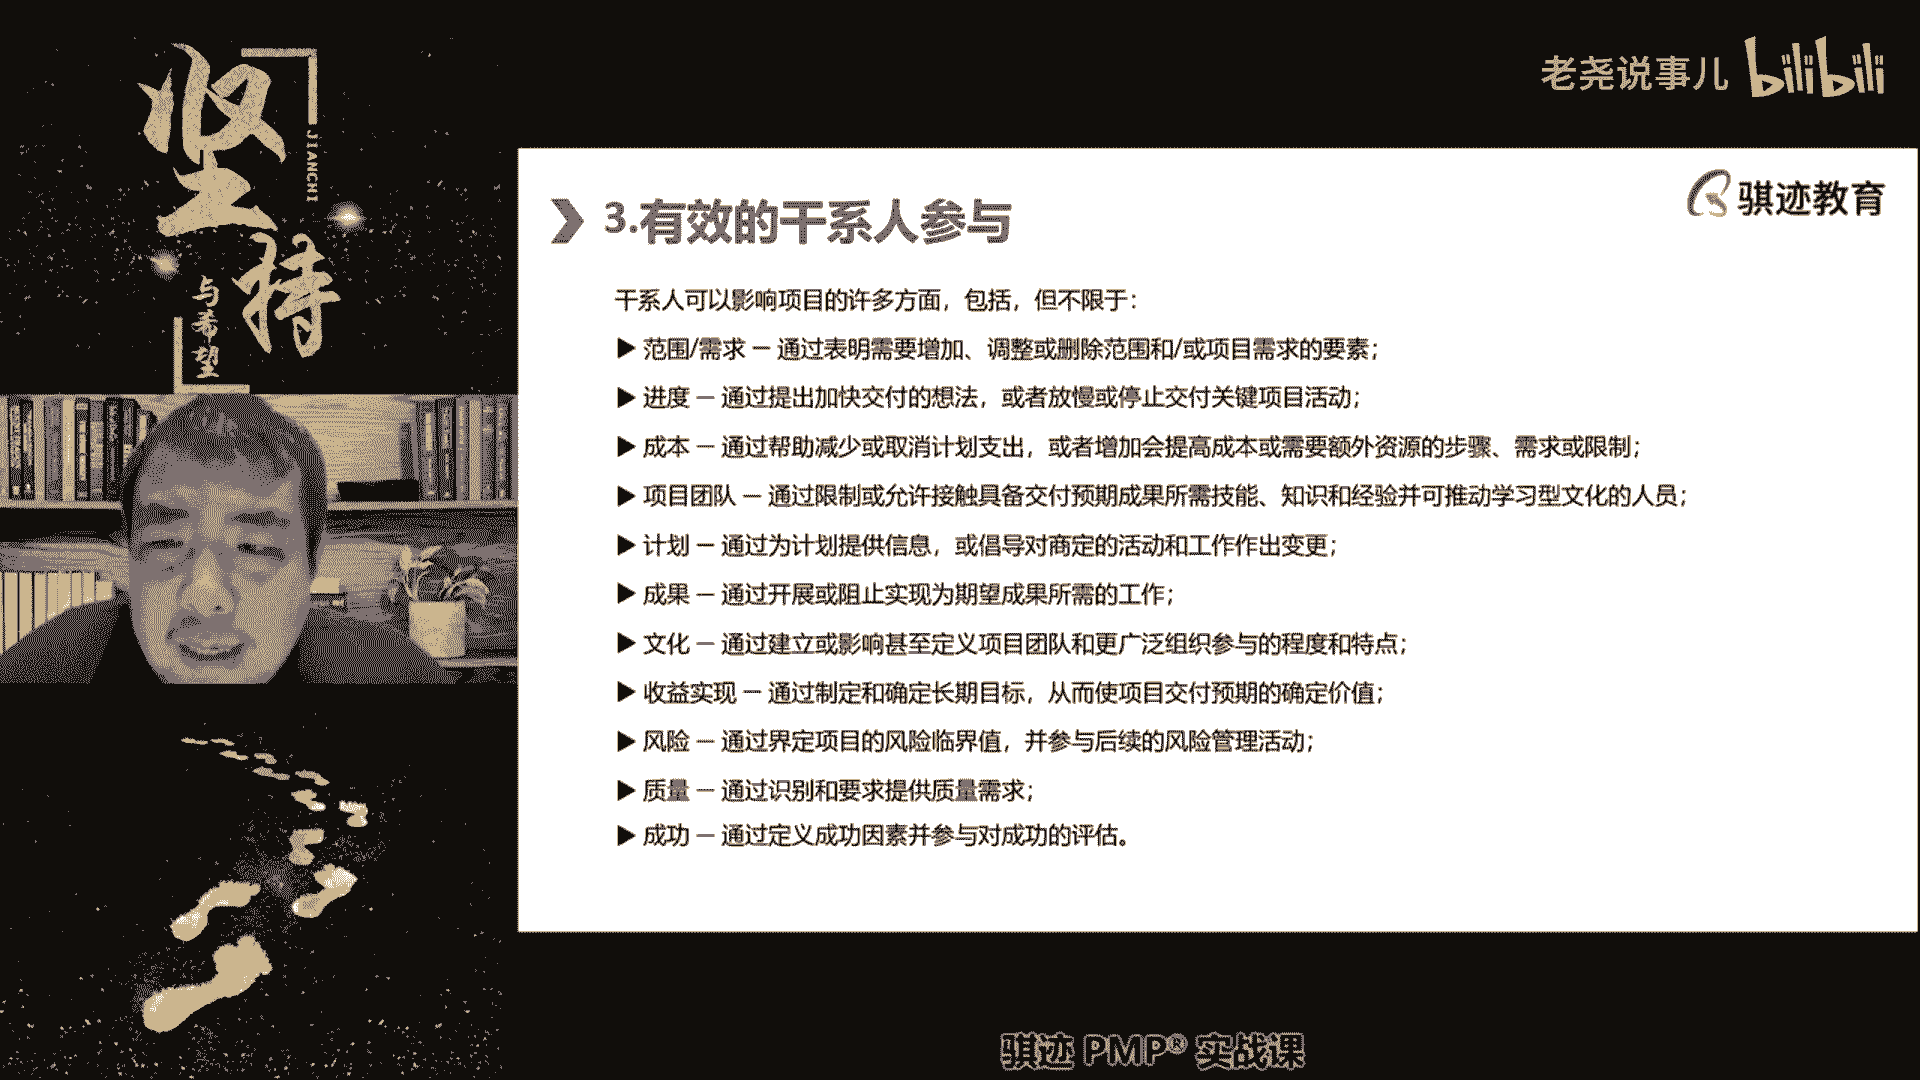 坚持
JIANCHI
与希望
老尧说事儿 bilibili
骐迹教育
3.有效的干系人参与
干系人可以影响项目的许多方面，包括，但不限于：
▶ 范围/需求 — 通过表明需要增加、调整或删除范围和/或项目需求的要素；
▶ 进度 — 通过提出加快交付的想法，或者放慢或停止交付关键项目活动；
▶ 成本 — 通过帮助减少或取消计划支出，或者增加会提高成本或需要额外资源的步骤、需求或限制；
▶ 项目团队 — 通过限制或允许接触具备交付预期成果所需技能、知识和经验并可推动学习型文化的人员；
▶ 计划 — 通过为计划提供信息，或倡导对商定的活动和工作作出变更；
▶ 成果 — 通过开展或阻止实现为期望成果所需的工作；
▶ 文化 — 通过建立或影响甚至定义项目团队和更广泛组织参与的程度和特点；
▶ 收益实现 — 通过制定和确定长期目标，从而使项目交付预期的确定价值；
▶ 风险 — 通过界定项目的风险临界值，并参与后续的风险管理活动；
▶ 质量 — 通过识别和要求提供质量需求；
▶ 成功 — 通过定义成功因素并参与对成功的评估。
骐迹 PMP® 实战课